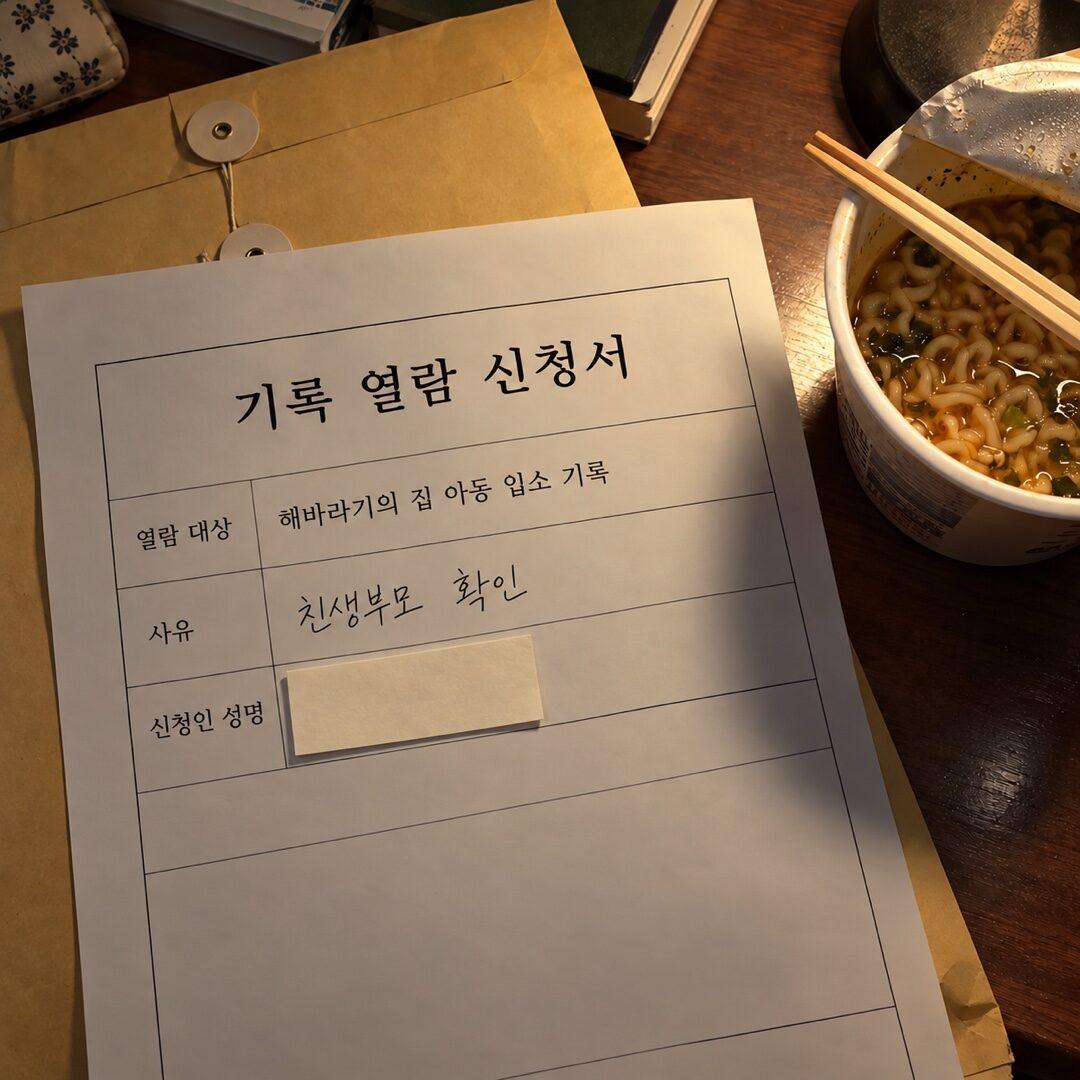 기록 열람 신청서
열람 대상
해바라기의 집 아동 입소 기록
사유
친생부모 확인
신청인 성명